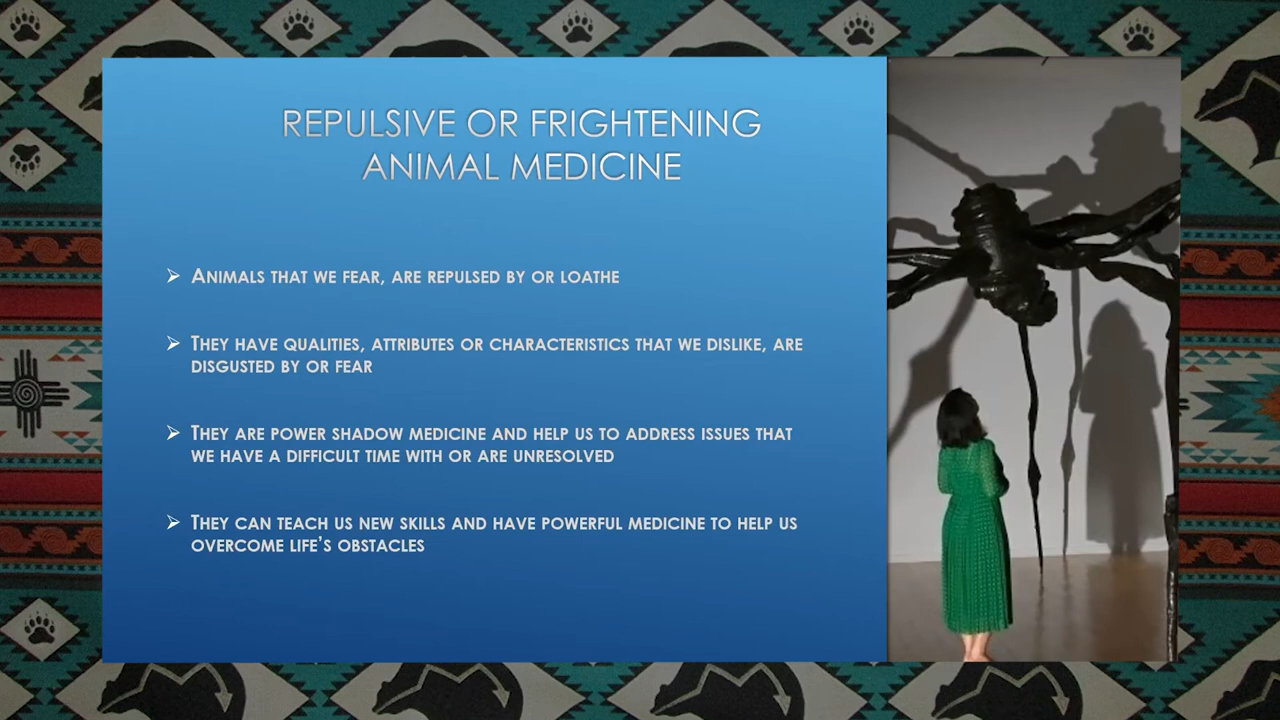 REPULSIVE OR FRIGHTENING
ANIMAL MEDICINE
➢ ANIMALS THAT WE FEAR, ARE REPULSED BY OR LOATHE
➢ THEY HAVE QUALITIES, ATTRIBUTES OR CHARACTERISTICS THAT WE DISLIKE, ARE
DISGUSTED BY OR FEAR
➢ THEY ARE POWER SHADOW MEDICINE AND HELP US TO ADDRESS ISSUES THAT
WE HAVE A DIFFICULT TIME WITH OR ARE UNRESOLVED
➢ THEY CAN TEACH US NEW SKILLS AND HAVE POWERFUL MEDICINE TO HELP US
OVERCOME LIFE'S OBSTACLES